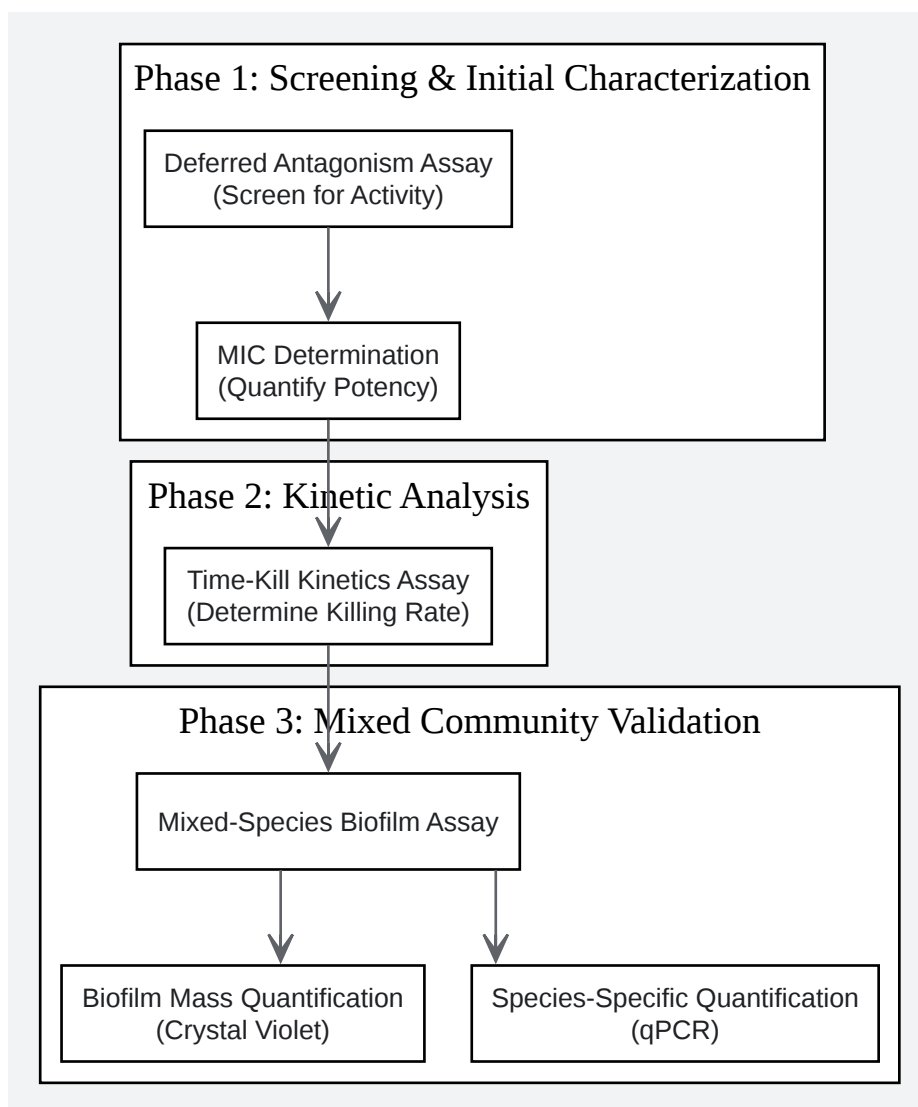 Phase 1: Screening & Initial Characterization
Deferred Antagonism Assay
(Screen for Activity)
MIC Determination
(Quantify Potency)
Phase 2: Kinetic Analysis
Time-Kill Kinetics Assay
(Determine Killing Rate)
Phase 3: Mixed Community Validation
Mixed-Species Biofilm Assay
Biofilm Mass Quantification
(Crystal Violet)
Species-Specific Quantification
(qPCR)